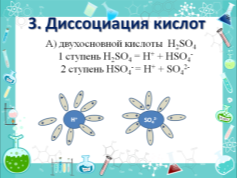 3. Диссоциация кислот
А) двухосновной кислоты H₂SO₄
1 ступень H₂SO₄ = H⁺ + HSO₄⁻
2 ступень HSO₄⁻ = H⁺ + SO₄²⁻
H⁺
SO₄²⁻